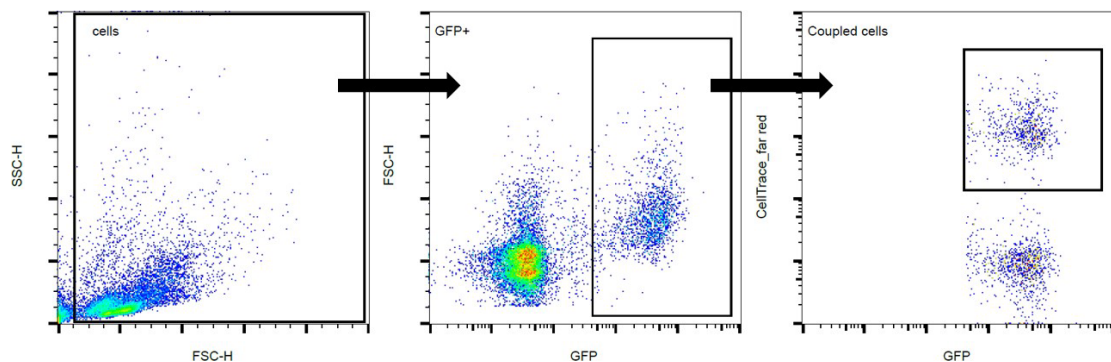 cells
GFP+
Coupled cells
SSC-H
FSC-H
CellTrace_far red
FSC-H
GFP
GFP